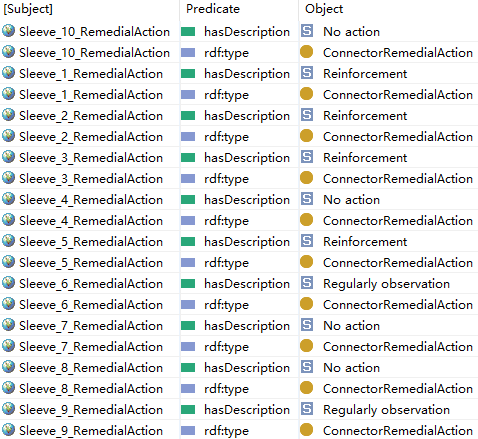 [Subject] Predicate Object
Sleeve_10_RemedialAction hasDescription S No action
Sleeve_10_RemedialAction rdf:type ConnectorRemedialAction
Sleeve_1_RemedialAction hasDescription S Reinforcement
Sleeve_1_RemedialAction rdf:type ConnectorRemedialAction
Sleeve_2_RemedialAction hasDescription S Reinforcement
Sleeve_2_RemedialAction rdf:type ConnectorRemedialAction
Sleeve_3_RemedialAction hasDescription S Reinforcement
Sleeve_3_RemedialAction rdf:type ConnectorRemedialAction
Sleeve_4_RemedialAction hasDescription S No action
Sleeve_4_RemedialAction rdf:type ConnectorRemedialAction
Sleeve_5_RemedialAction hasDescription S Reinforcement
Sleeve_5_RemedialAction rdf:type ConnectorRemedialAction
Sleeve_6_RemedialAction hasDescription S Regularly observation
Sleeve_6_RemedialAction rdf:type ConnectorRemedialAction
Sleeve_7_RemedialAction hasDescription S No action
Sleeve_7_RemedialAction rdf:type ConnectorRemedialAction
Sleeve_8_RemedialAction hasDescription S No action
Sleeve_8_RemedialAction rdf:type ConnectorRemedialAction
Sleeve_9_RemedialAction hasDescription S Regularly observation
Sleeve_9_RemedialAction rdf:type ConnectorRemedialAction